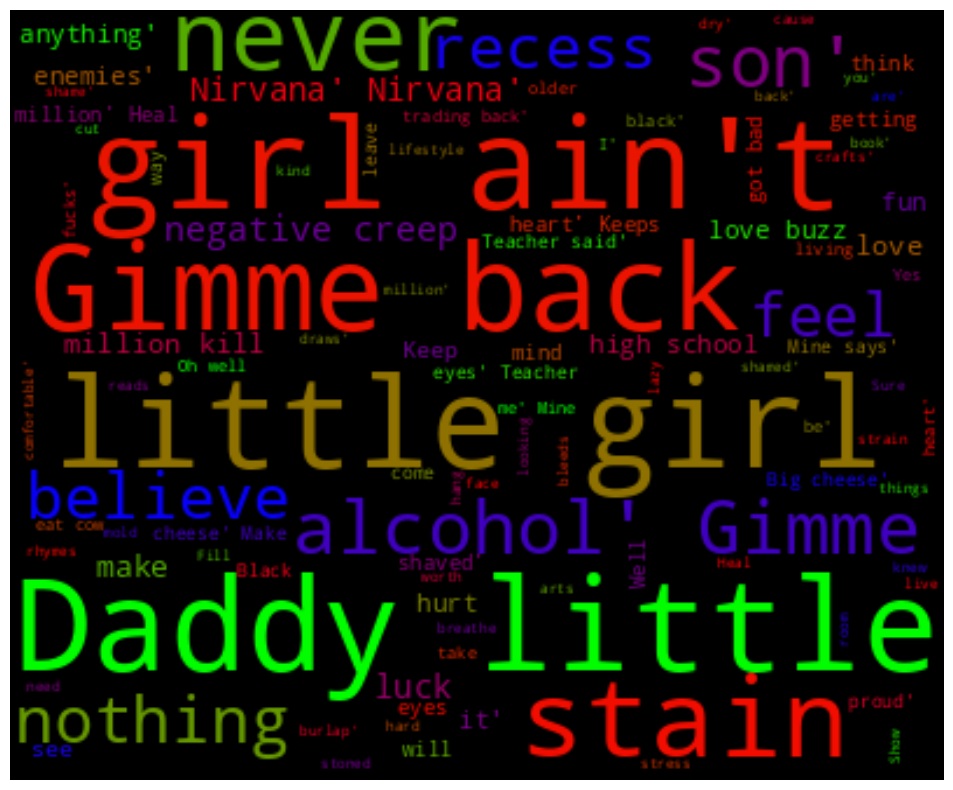 never
recess
son'
dry'
cause
anything'
enemies'
shame'
think
you'
Nirvana' Nirvana'
older
back'
are'
million' Heal
cut
trading back'
black'
getting
girl ain't
way
kind
leave
lifestyle
I'
got bad
book'
crafts'
fucks'
fun
negative creep
heart' Keeps
love buzz
Teacher said'
living
love
Gimme back
million'
Yes
feel
million kill
draws'
Keep
mind
high school
Mine says'
comfortable'
Oh well
reads
eyes' Teacher
lazy
shamed'
Sure
little girl
me' Mine
looking
be'
heart'
strain
bleeds
come
hang
face
Big cheese'
things
believe
alcohol' Gimme
eat cow
mold
cheese' Make
rhymes
Fill
shaved'
Well
Heal
knew
make
Black
worth
arts
live
Daddy little
hurt
breathe
room
take
need
luck
nothing
eyes
it'
stain
proud'
burlap'
hard
see
will
Show
stoned
stress